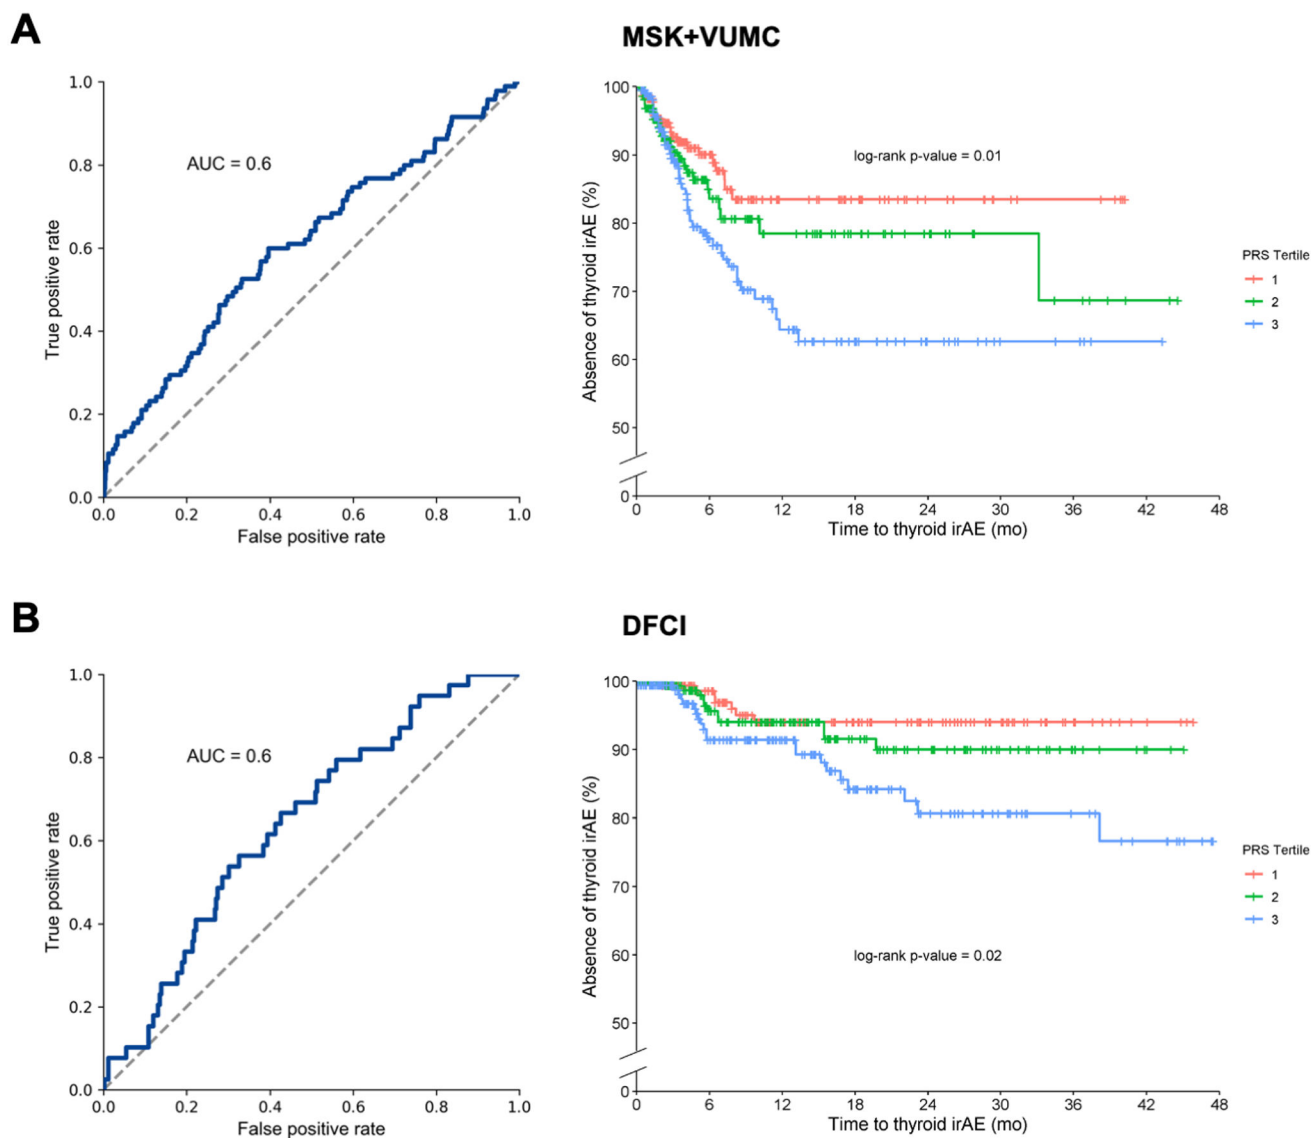 A
MSK+VUMC
1.0
0.8
0.6
0.4
0.2
0.0
True positive rate
AUC = 0.6
0.0 0.2 0.4 0.6 0.8 1.0
False positive rate
100
90
80
70
60
50
0
Absence of thyroid irAE (%)
log-rank p-value = 0.01
0 6 12 18 24 30 36 42 48
Time to thyroid irAE (mo)
PRS Tertile
1
2
3
B
DFCI
1.0
0.8
0.6
0.4
0.2
0.0
True positive rate
AUC = 0.6
0.0 0.2 0.4 0.6 0.8 1.0
False positive rate
100
90
80
70
60
50
0
Absence of thyroid irAE (%)
log-rank p-value = 0.02
0 6 12 18 24 30 36 42 48
Time to thyroid irAE (mo)
PRS Tertile
1
2
3